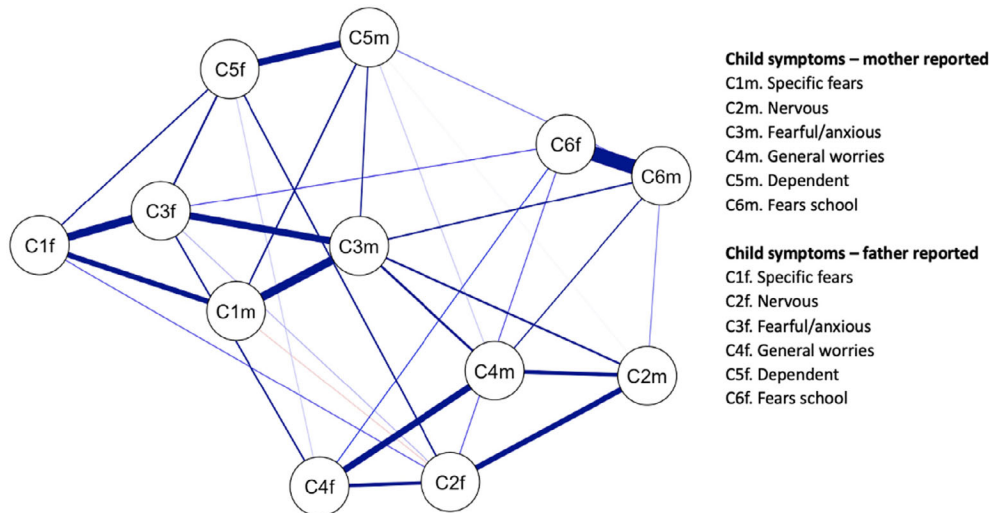 C5m
C5f
C6f
C6m
C3f
C1f
C3m
C1m
C4m
C2m
C4f
C2f
Child symptoms – mother reported
C1m. Specific fears
C2m. Nervous
C3m. Fearful/anxious
C4m. General worries
C5m. Dependent
C6m. Fears school
Child symptoms – father reported
C1f. Specific fears
C2f. Nervous
C3f. Fearful/anxious
C4f. General worries
C5f. Dependent
C6f. Fears school